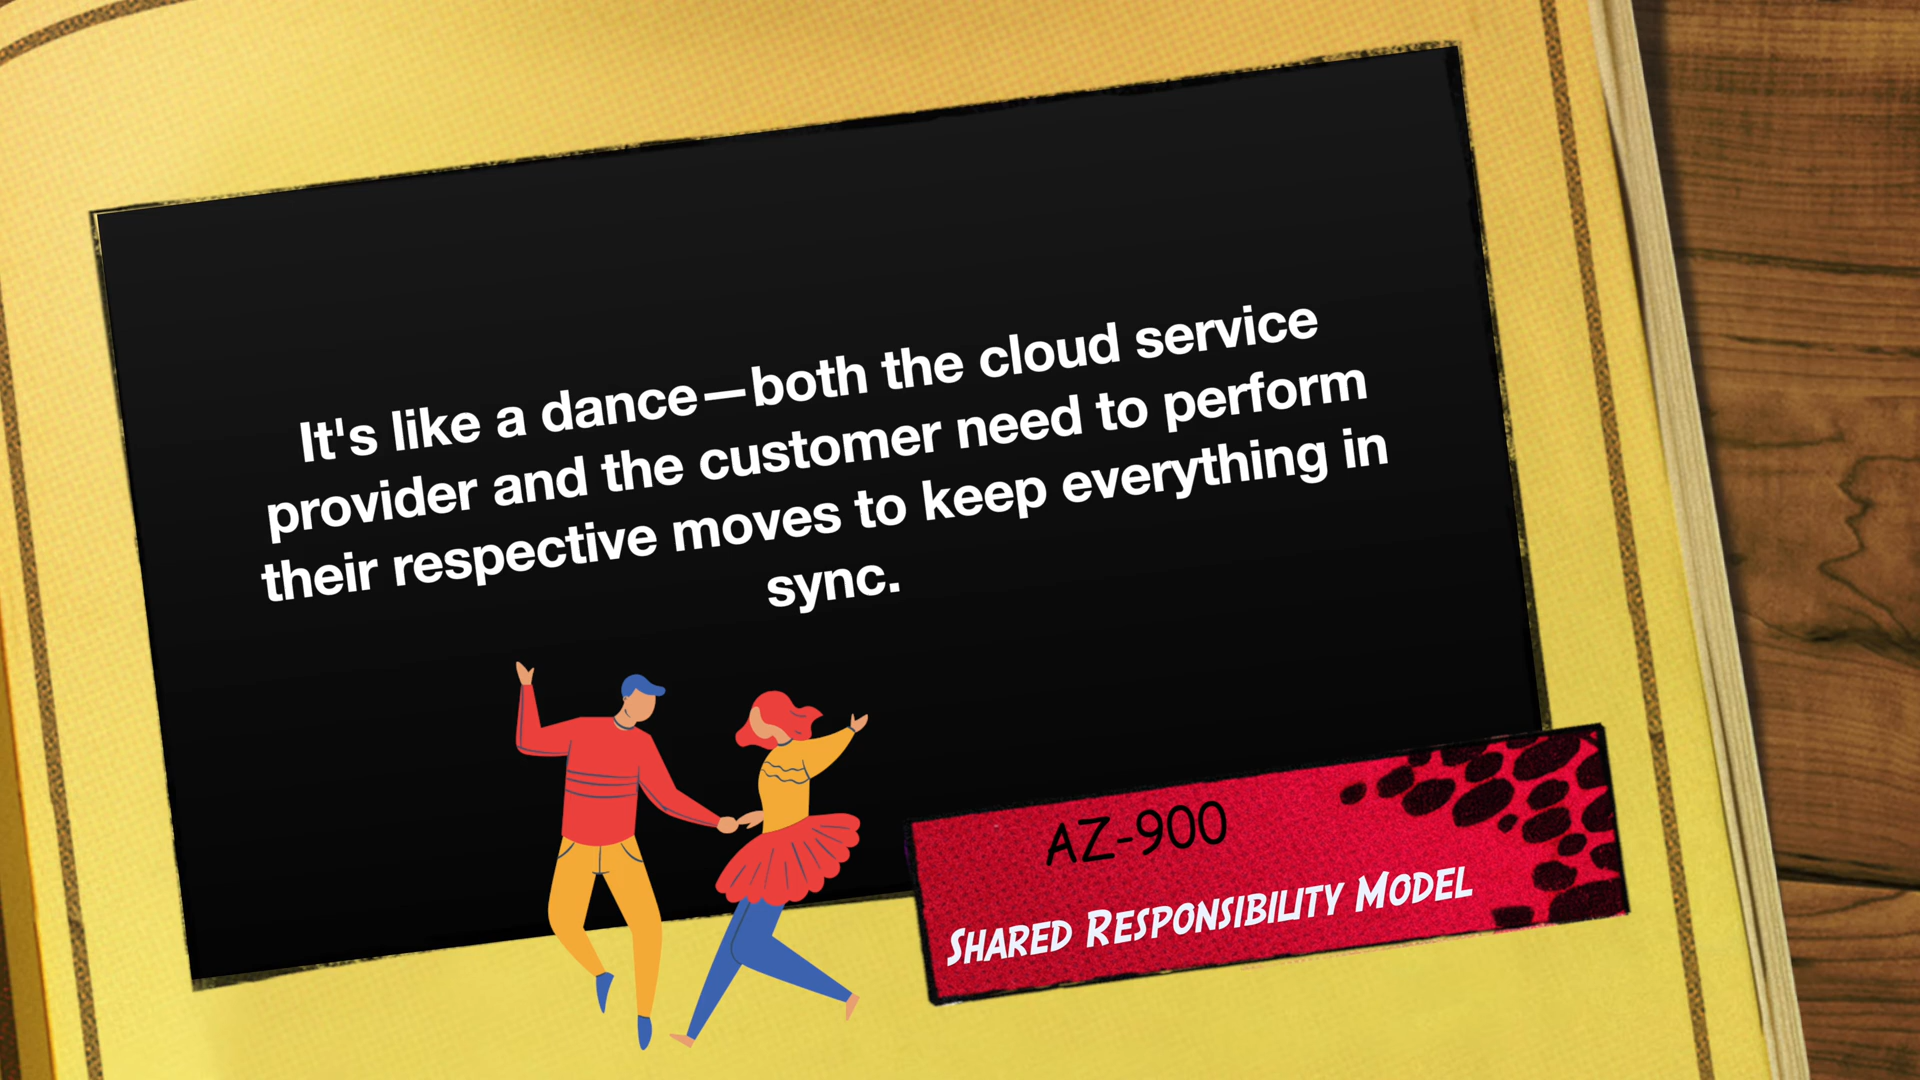 It's like a dance—both the cloud service
provider and the customer need to perform
their respective moves to keep everything in
sync.
AZ-900
SHARED RESPONSIBILITY MODEL